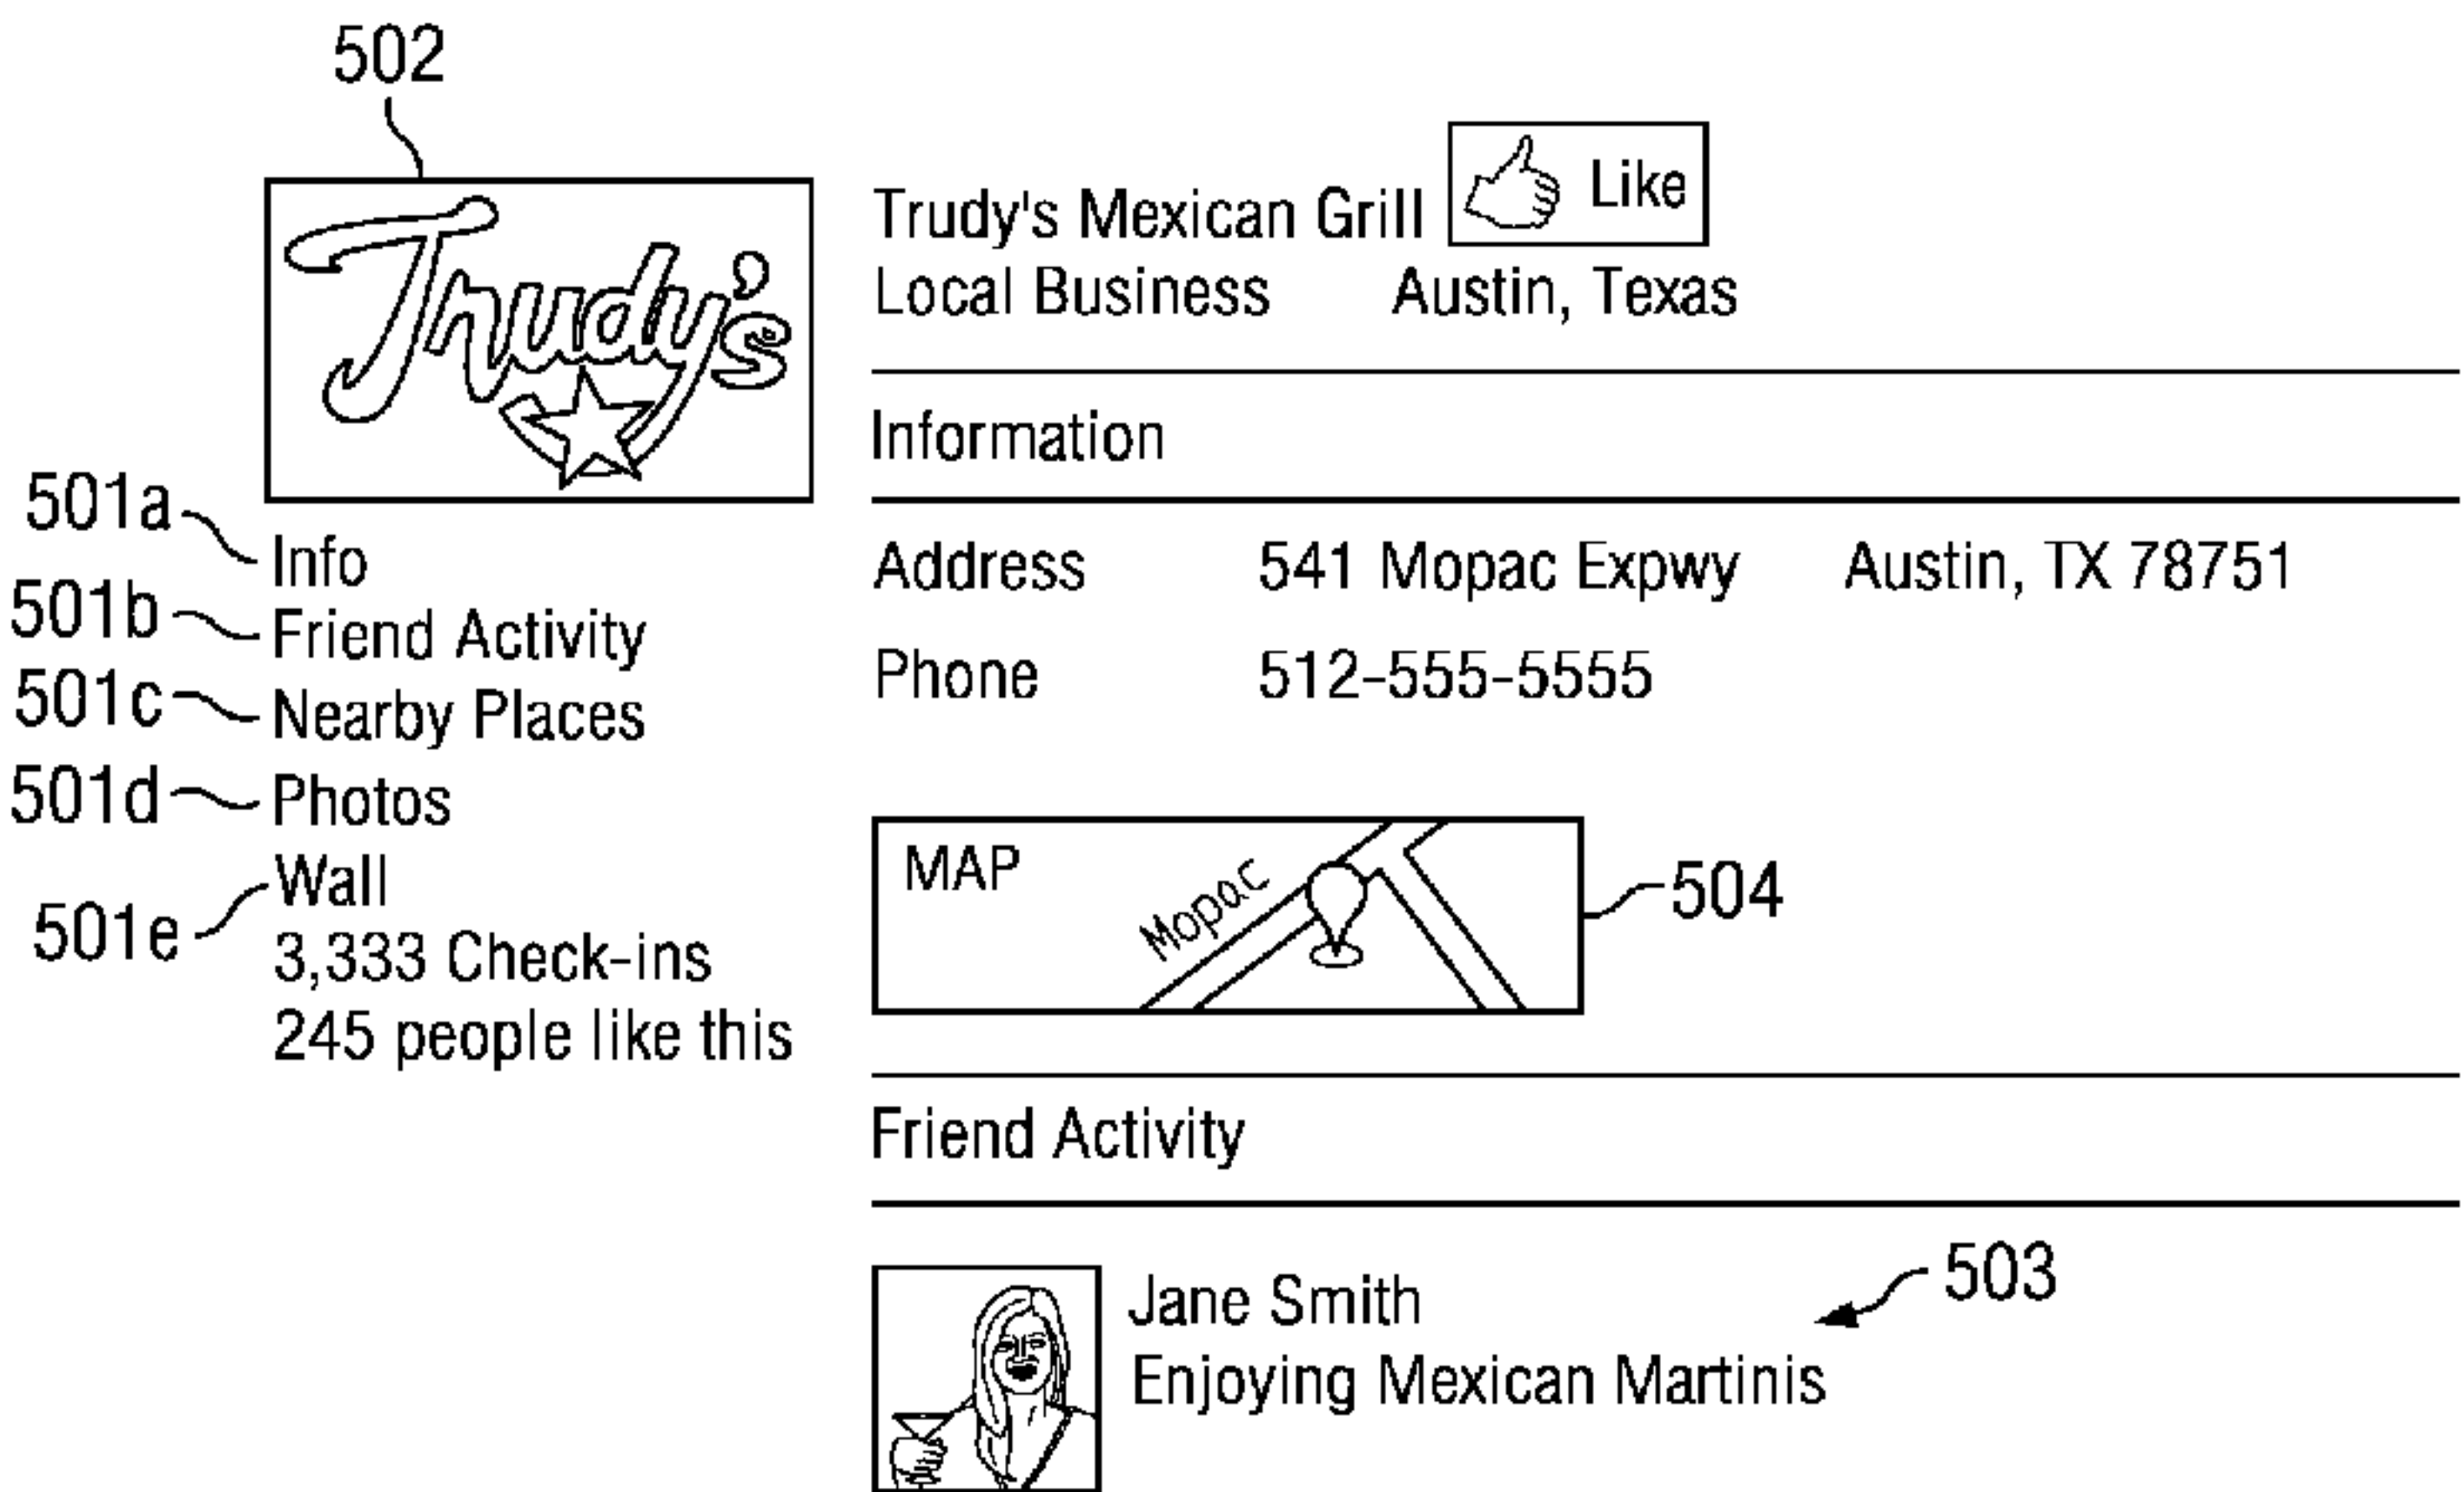 502
Trudy's
Trudy's Mexican Grill Like
Local Business Austin, Texas
Information
501a Info
501b Friend Activity
501c Nearby Places
501d Photos
501e Wall
3,333 Check-ins
245 people like this
Address 541 Mopac Expwy Austin, TX 78751
Phone 512-555-5555
MAP
Mopac
504
Friend Activity
Jane Smith
Enjoying Mexican Martinis
503